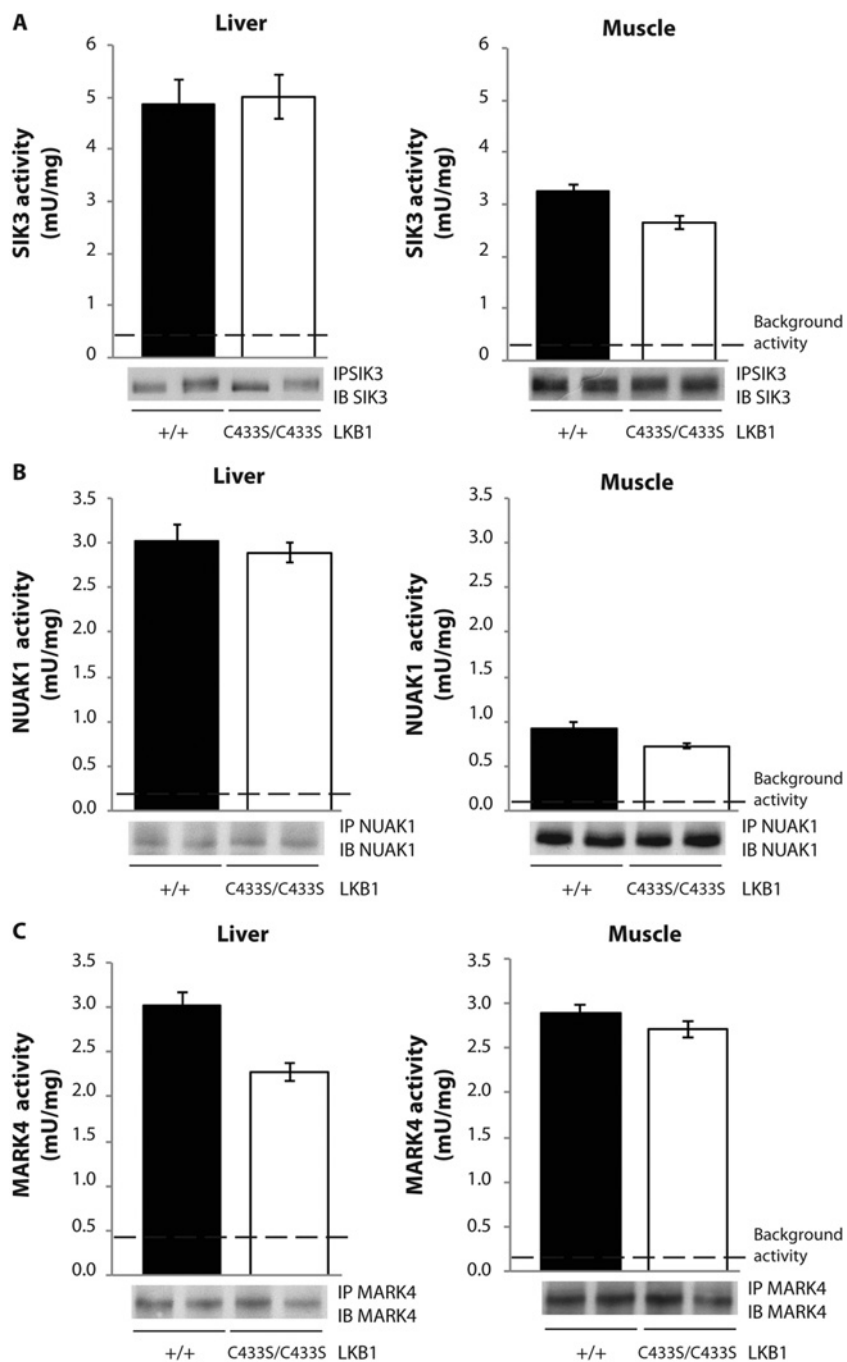 A
Liver
Muscle
SIK3 activity
(mU/mg)
6
5
4
3
2
1
0
IPSIK3
IB SIK3
+/+
C433S/C433S
LKB1
SIK3 activity
(mU/mg)
6
5
4
3
2
1
0
Background
activity
IPSIK3
IB SIK3
+/+
C433S/C433S
LKB1
B
Liver
Muscle
NUAK1 activity
(mU/mg)
3.5
3.0
2.5
2.0
1.5
1.0
0.5
0.0
IP NUAK1
IB NUAK1
+/+
C433S/C433S
LKB1
NUAK1 activity
(mU/mg)
3.5
3.0
2.5
2.0
1.5
1.0
0.5
0.0
Background
activity
IP NUAK1
IB NUAK1
+/+
C433S/C433S
LKB1
C
Liver
Muscle
MARK4 activity
(mU/mg)
3.5
3.0
2.5
2.0
1.5
1.0
0.5
0.0
IP MARK4
IB MARK4
+/+
C433S/C433S
LKB1
MARK4 activity
(mU/mg)
3.5
3.0
2.5
2.0
1.5
1.0
0.5
0.0
Background
activity
IP MARK4
IB MARK4
+/+
C433S/C433S
LKB1